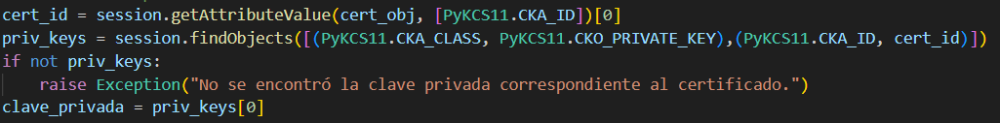 cert_id = session.getAttributeValue(cert_obj, [PyKCS11.CKA_ID])[0]
priv_keys = session.findObjects([(PyKCS11.CKA_CLASS, PyKCS11.CKO_PRIVATE_KEY),(PyKCS11.CKA_ID, cert_id)])
if not priv_keys:
    raise Exception("No se encontró la clave privada correspondiente al certificado.")
clave_privada = priv_keys[0]